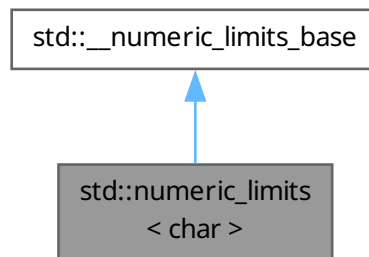 std::__numeric_limits_base
std::numeric_limits
< char >